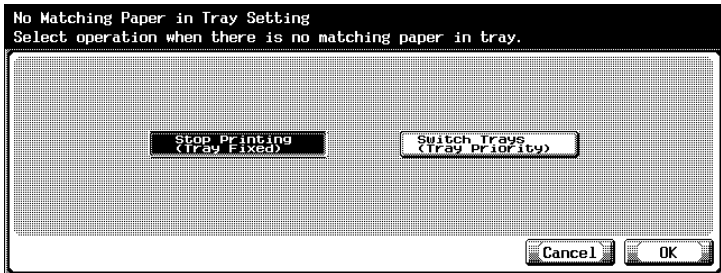 No Matching Paper in Tray Setting
Select operation when there is no matching paper in tray.
Stop Printing
(Tray Fixed)
Switch Trays
(Tray Priority)
Cancel
OK